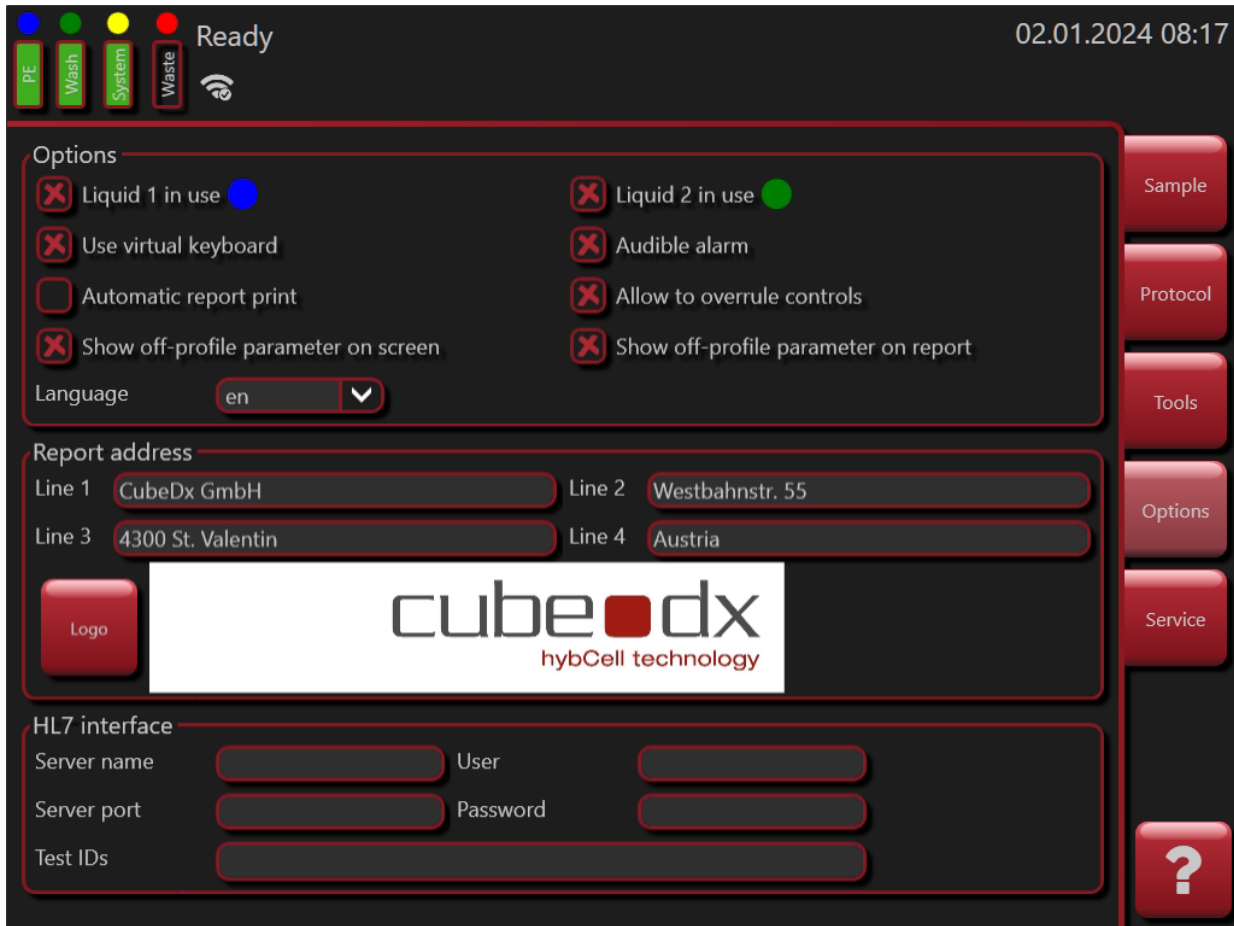 PE
Wash
System
Waste
Ready
02.01.2024 08:17
Options
Liquid 1 in use
Liquid 2 in use
Use virtual keyboard
Audible alarm
Automatic report print
Allow to overrule controls
Show off-profile parameter on screen
Show off-profile parameter on report
Language
en
Report address
Line 1 CubeDx GmbH
Line 2 Westbahnstr. 55
Line 3 4300 St. Valentin
Line 4 Austria
Logo
cube dx
hybCell technology
HL7 interface
Server name
User
Server port
Password
Test IDs
Sample
Protocol
Tools
Options
Service
?